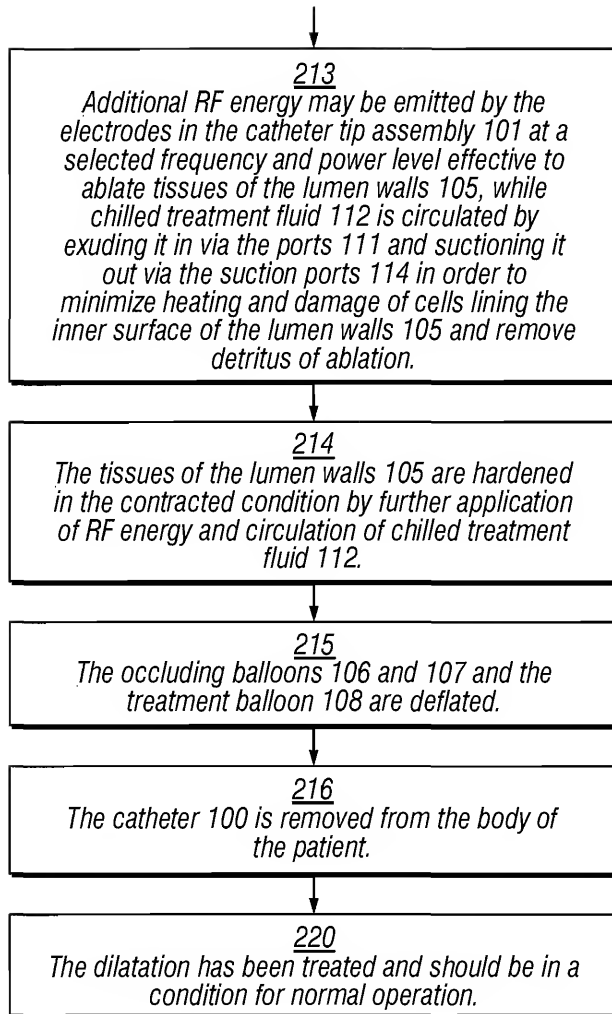 213
Additional RF energy may be emitted by the
electrodes in the catheter tip assembly 101 at a
selected frequency and power level effective to
ablate tissues of the lumen walls 105, while
chilled treatment fluid 112 is circulated by
exuding it in via the ports 111 and suctioning it
out via the suction ports 114 in order to
minimize heating and damage of cells lining the
inner surface of the lumen walls 105 and remove
detritus of ablation.
214
The tissues of the lumen walls 105 are hardened
in the contracted condition by further application
of RF energy and circulation of chilled treatment
fluid 112.
215
The occluding balloons 106 and 107 and the
treatment balloon 108 are deflated.
216
The catheter 100 is removed from the body of
the patient.
220
The dilatation has been treated and should be in a
condition for normal operation.